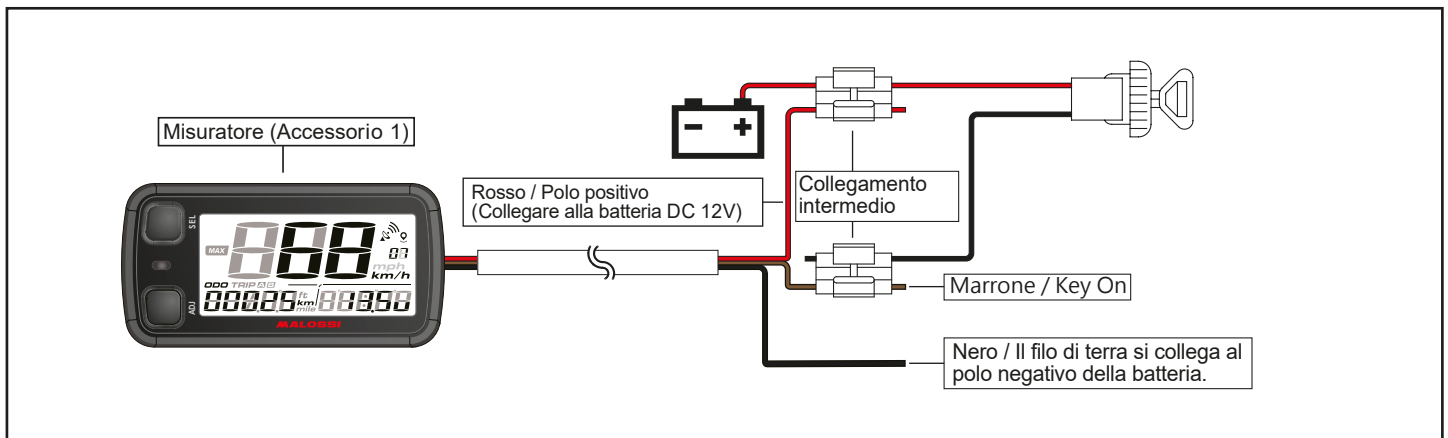 Misuratore (Accessorio 1)
Rosso / Polo positivo
(Collegare alla batteria DC 12V)
Collegamento
intermedio
Marrone / Key On
Nero / Il filo di terra si collega al
polo negativo della batteria.
SEL
MAX
07
mph
km/h
ODO TRIP A B
ft
km
mile
ADJ
MALOSSI